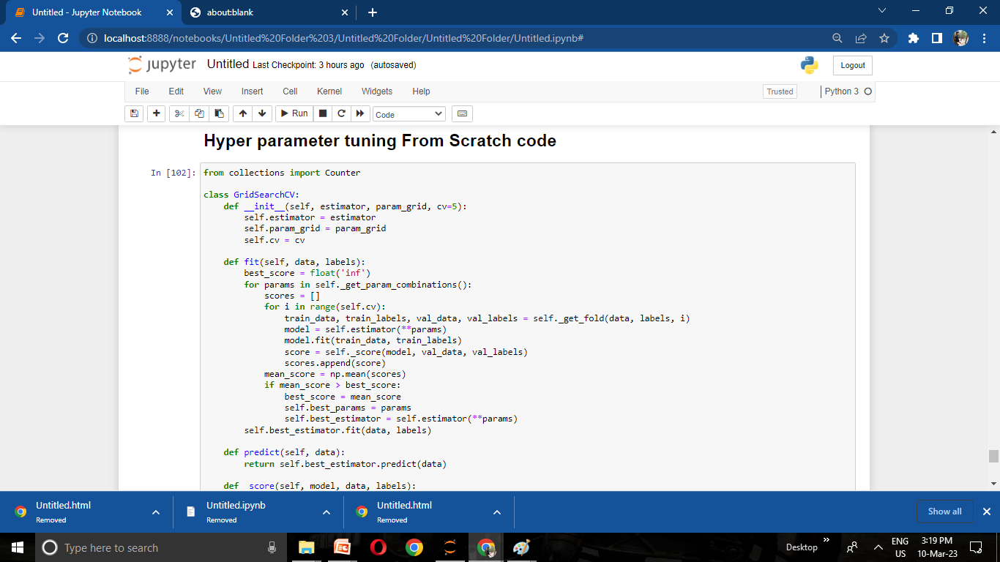 Untitled - Jupyter Notebook
about:blank
localhost:8888/notebooks/Untitled%20Folder%203/Untitled%20Folder/Untitled%20Folder/Untitled.ipynb#
jupyter Untitled Last Checkpoint: 3 hours ago (autosaved)
Logout
File Edit View Insert Cell Kernel Widgets Help
Trusted
Python 3
Run
Code
Hyper parameter tuning From Scratch code
In [102]:
from collections import Counter
class GridSearchCV:
    def __init__(self, estimator, param_grid, cv=5):
        self.estimator = estimator
        self.param_grid = param_grid
        self.cv = cv
    def fit(self, data, labels):
        best_score = float('inf')
        for params in self._get_param_combinations():
            scores = []
            for i in range(self.cv):
                train_data, train_labels, val_data, val_labels = self._get_fold(data, labels, i)
                model = self.estimator(**params)
                model.fit(train_data, train_labels)
                score = self._score(model, val_data, val_labels)
                scores.append(score)
            mean_score = np.mean(scores)
            if mean_score > best_score:
                best_score = mean_score
                self.best_params = params
                self.best_estimator = self.estimator(**params)
        self.best_estimator.fit(data, labels)
    def predict(self, data):
        return self.best_estimator.predict(data)
    def _score(self, model, data, labels):
Untitled.html
Removed
Untitled.ipynb
Removed
Untitled.html
Removed
Show all
Type here to search
Desktop
ENG
US
3:19 PM
10-Mar-23